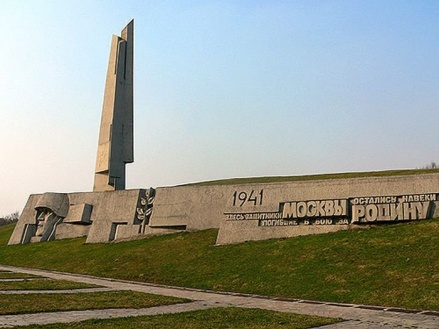 1941
ЗДЕСЬ ЗАЩИТНИКИ МОСКВЫ ОСТАЛИСЬ НАВЕКИ
ПОГИБШИЕ В БОЮ ЗА РОДИНУ